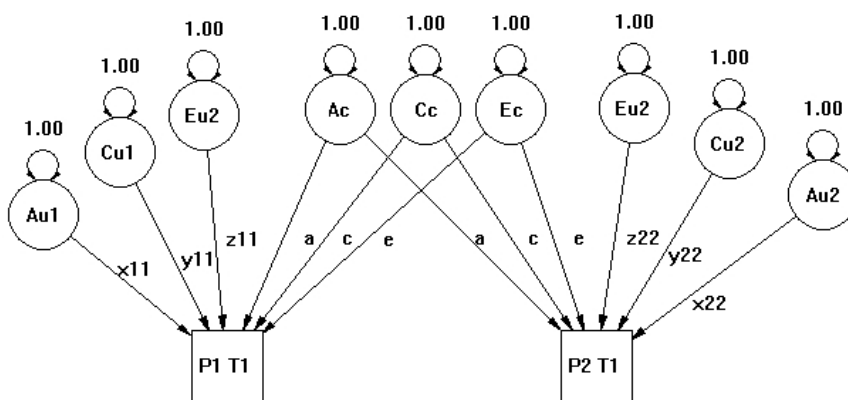 1.00 1.00 1.00 1.00 1.00 1.00 1.00 1.00 1.00
Au1 Cu1 Eu2 Ac Cc Ec Eu2 Cu2 Au2
x11 y11 z11 a c e a c e z22 y22 x22
P1 T1 P2 T1